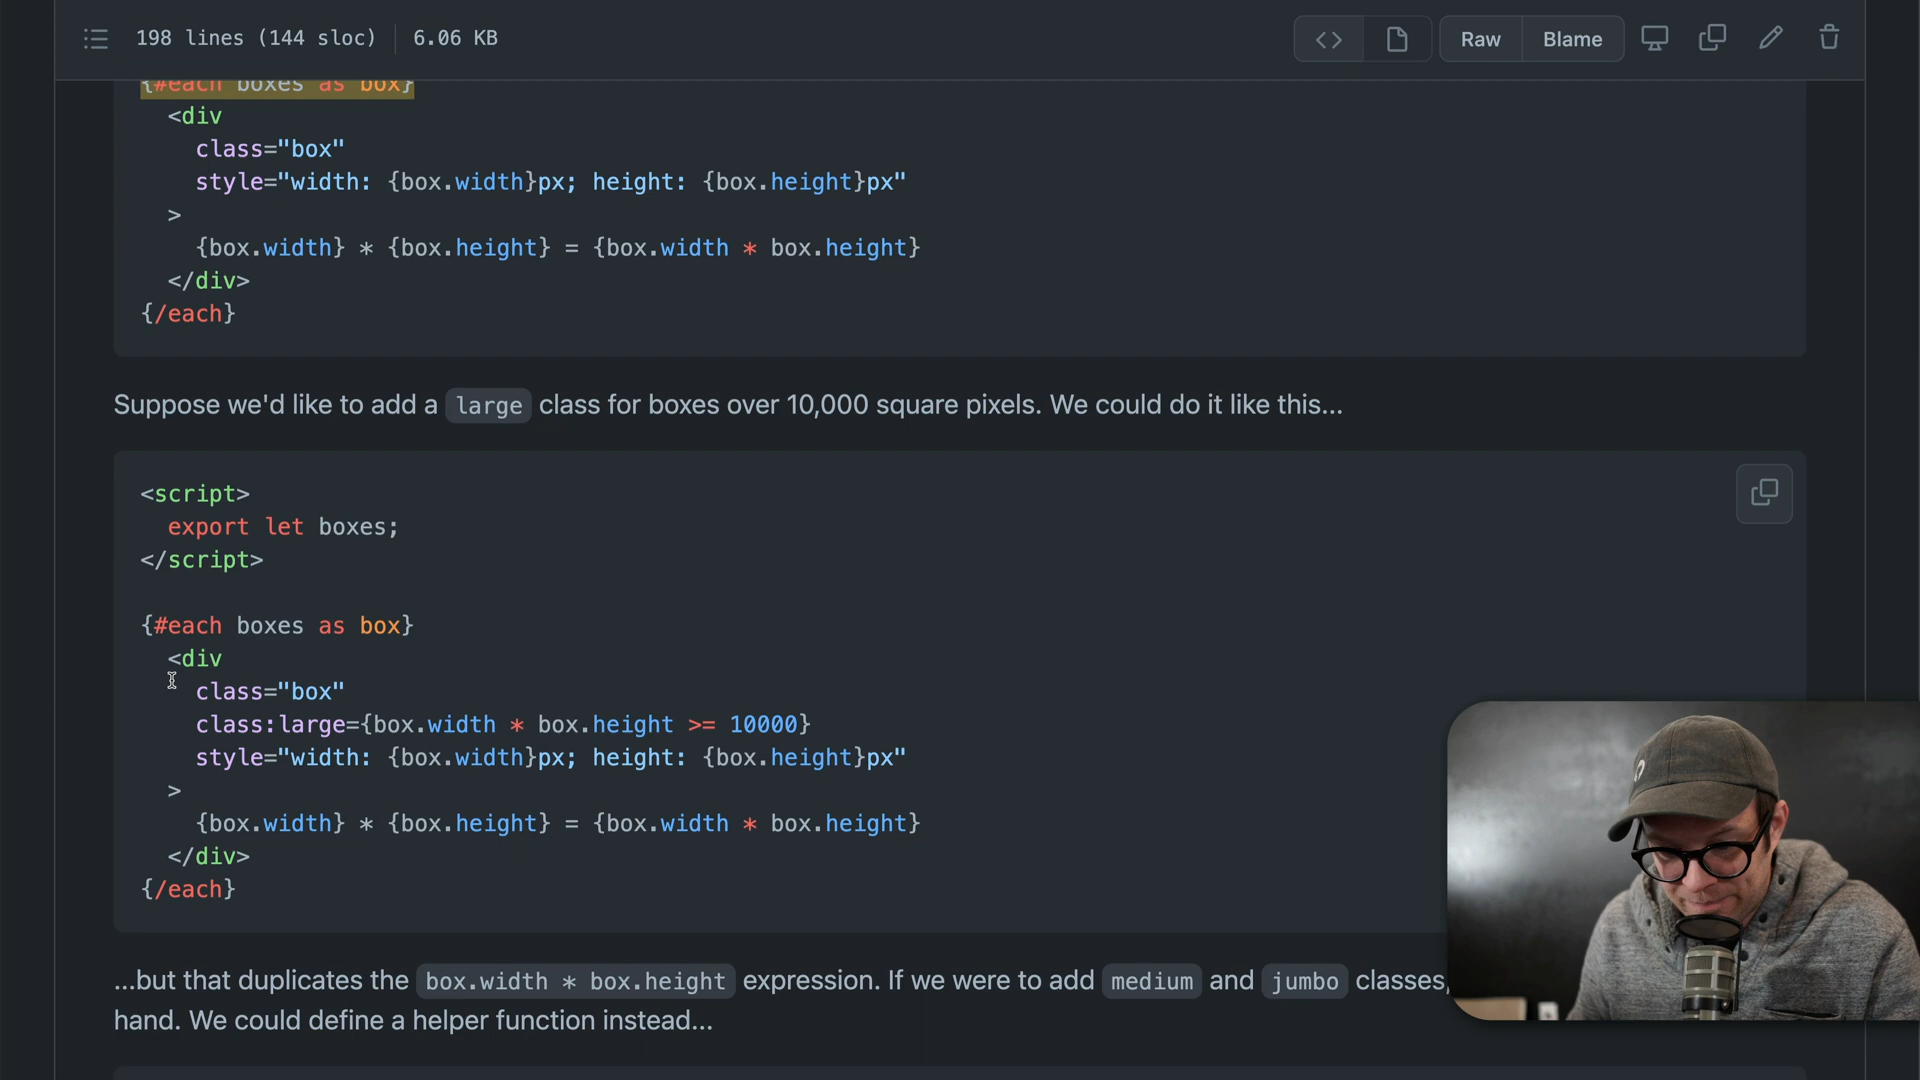 198 lines (144 sloc) 6.06 KB
Raw Blame
{#each boxes as box}
<div
class="box"
style="width: {box.width}px; height: {box.height}px"
>
{box.width} * {box.height} = {box.width * box.height}
</div>
{/each}
Suppose we'd like to add a large class for boxes over 10,000 square pixels. We could do it like this...
<script>
export let boxes;
</script>
{#each boxes as box}
<div
class="box"
class:large={box.width * box.height >= 10000}
style="width: {box.width}px; height: {box.height}px"
>
{box.width} * {box.height} = {box.width * box.height}
</div>
{/each}
...but that duplicates the box.width * box.height expression. If we were to add medium and jumbo classes,
hand. We could define a helper function instead...